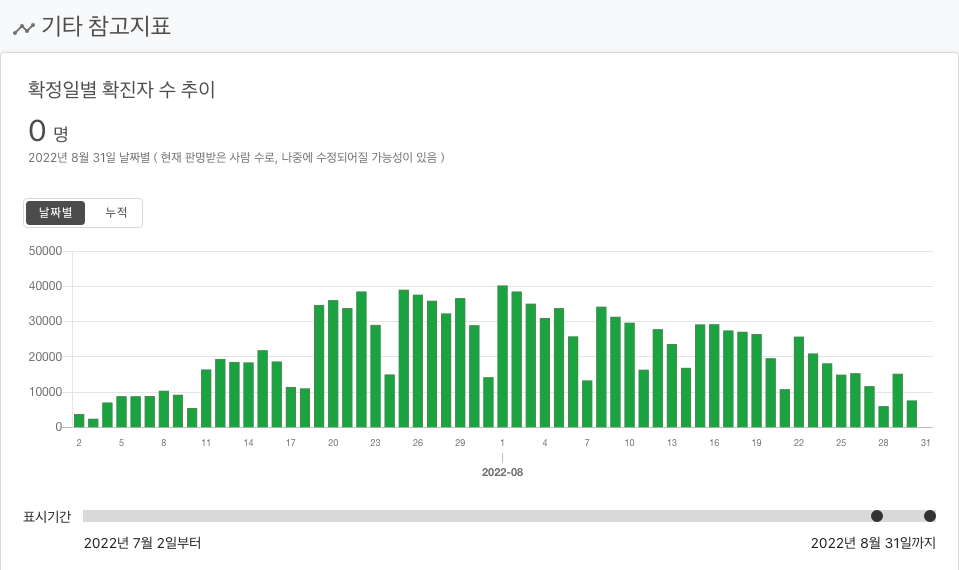 기타 참고지표
확정일별 확진자 수 추이
0 명
2022년 8월 31일 날짜별 ( 현재 판명받은 사람 수로, 나중에 수정되어질 가능성이 있음 )
날짜별 누적
50000
40000
30000
20000
10000
0
2 5 8 11 14 17 20 23 26 29 1 4 7 10 13 16 19 22 25 28 31
2022-08
표시기간
2022년 7월 2일부터 2022년 8월 31일까지